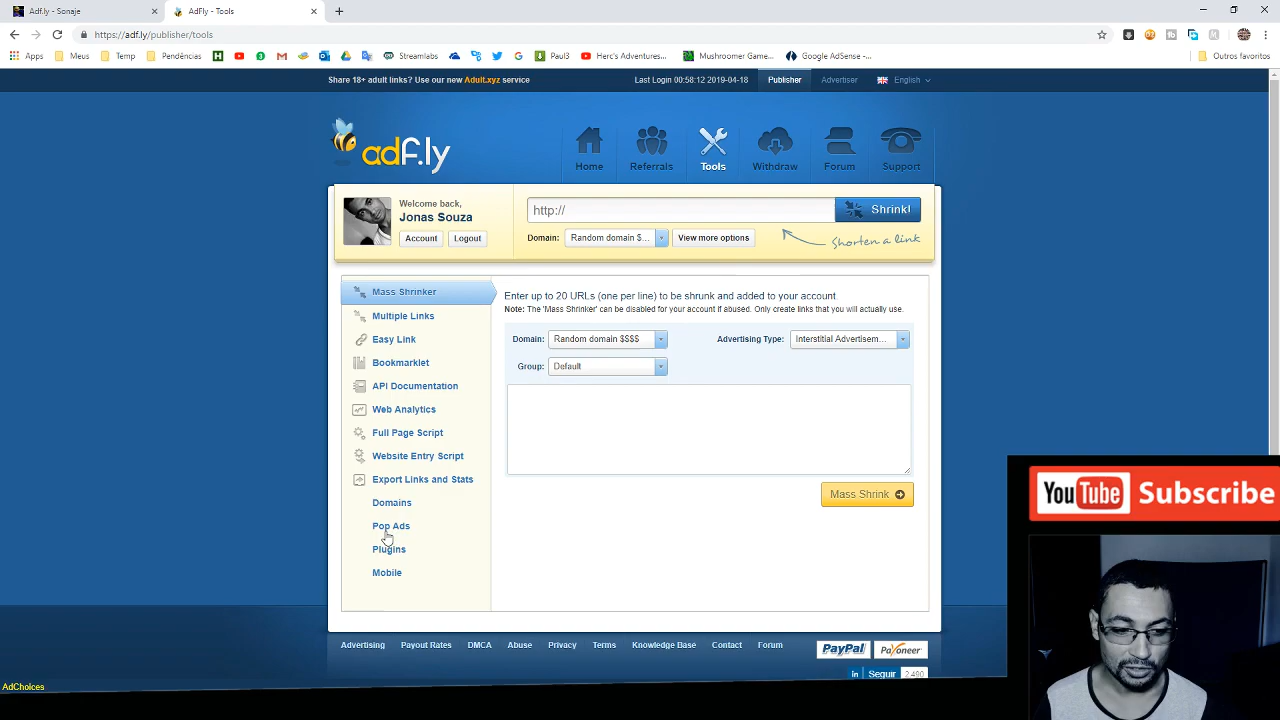 Adf.ly - Sonaje
AdFly - Tools
https://adf.ly/publisher/tools
Apps
Meus
Temp
Pendências
Streamlabs
Paul3
Herc's Adventures...
Mushroomer Game...
Google AdSense -...
Outros favoritos
Share 18+ adult links? Use our new Adult.xyz service
Last Login 00:58:12 2019-04-18
Publisher
Advertiser
English
adf.ly
Home
Referrals
Tools
Withdraw
Forum
Support
Welcome back,
Jonas Souza
Account
Logout
http://
Shrink!
Domain:
Random domain $...
View more options
Shorten a link
Mass Shrinker
Multiple Links
Easy Link
Bookmarklet
API Documentation
Web Analytics
Full Page Script
Website Entry Script
Export Links and Stats
Domains
Pop Ads
Plugins
Mobile
Enter up to 20 URLs (one per line) to be shrunk and added to your account.
Note: The 'Mass Shrinker' can be disabled for your account if abused. Only create links that you will actually use.
Domain:
Random domain $$$$
Advertising Type:
Interstitial Advertisem...
Group:
Default
Mass Shrink
YouTube Subscribe
Advertising
Payout Rates
DMCA
Abuse
Privacy
Terms
Knowledge Base
Contact
Forum
PayPal
Payoneer
in Seguir 2.490
AdChoices